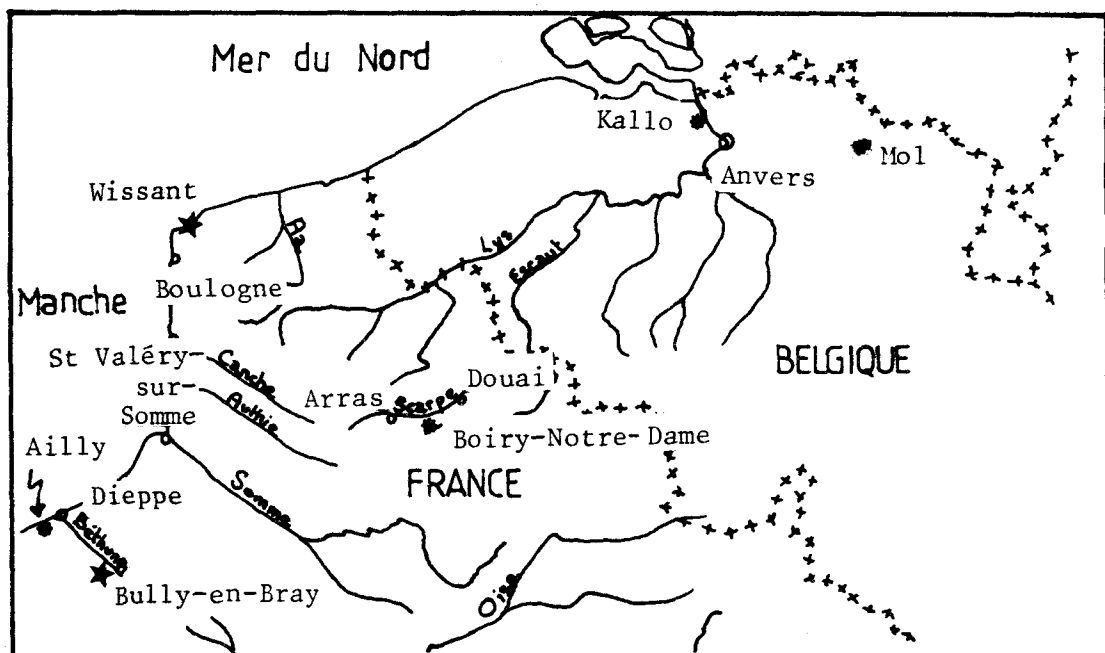 Mer du Nord
Kallo
Mol
Anvers
Wissant
Aa
Lys
Escaut
Boulogne
Manche
St Valéry-
sur-
Somme
Canche
Authie
BELGIQUE
Arras
Scarpe
Douai
Boiry-Notre-Dame
Ailly
Dieppe
Béthune
Somme
FRANCE
Oise
Bully-en-Bray